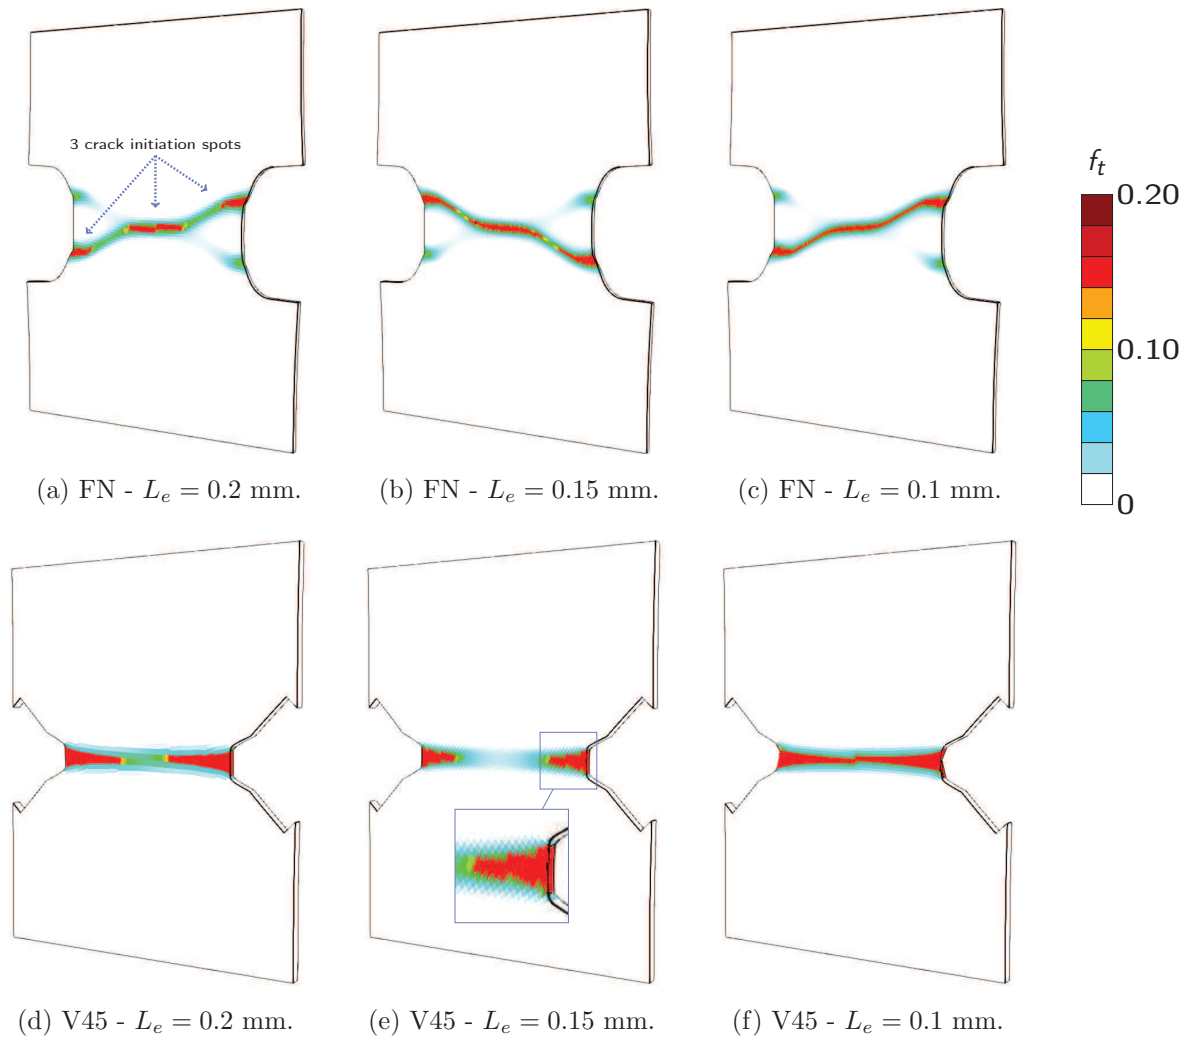 3 crack initiation spots
f_t
0.20
0.10
0
(a) FN - L_e = 0.2 mm.
(b) FN - L_e = 0.15 mm.
(c) FN - L_e = 0.1 mm.
(d) V45 - L_e = 0.2 mm.
(e) V45 - L_e = 0.15 mm.
(f) V45 - L_e = 0.1 mm.